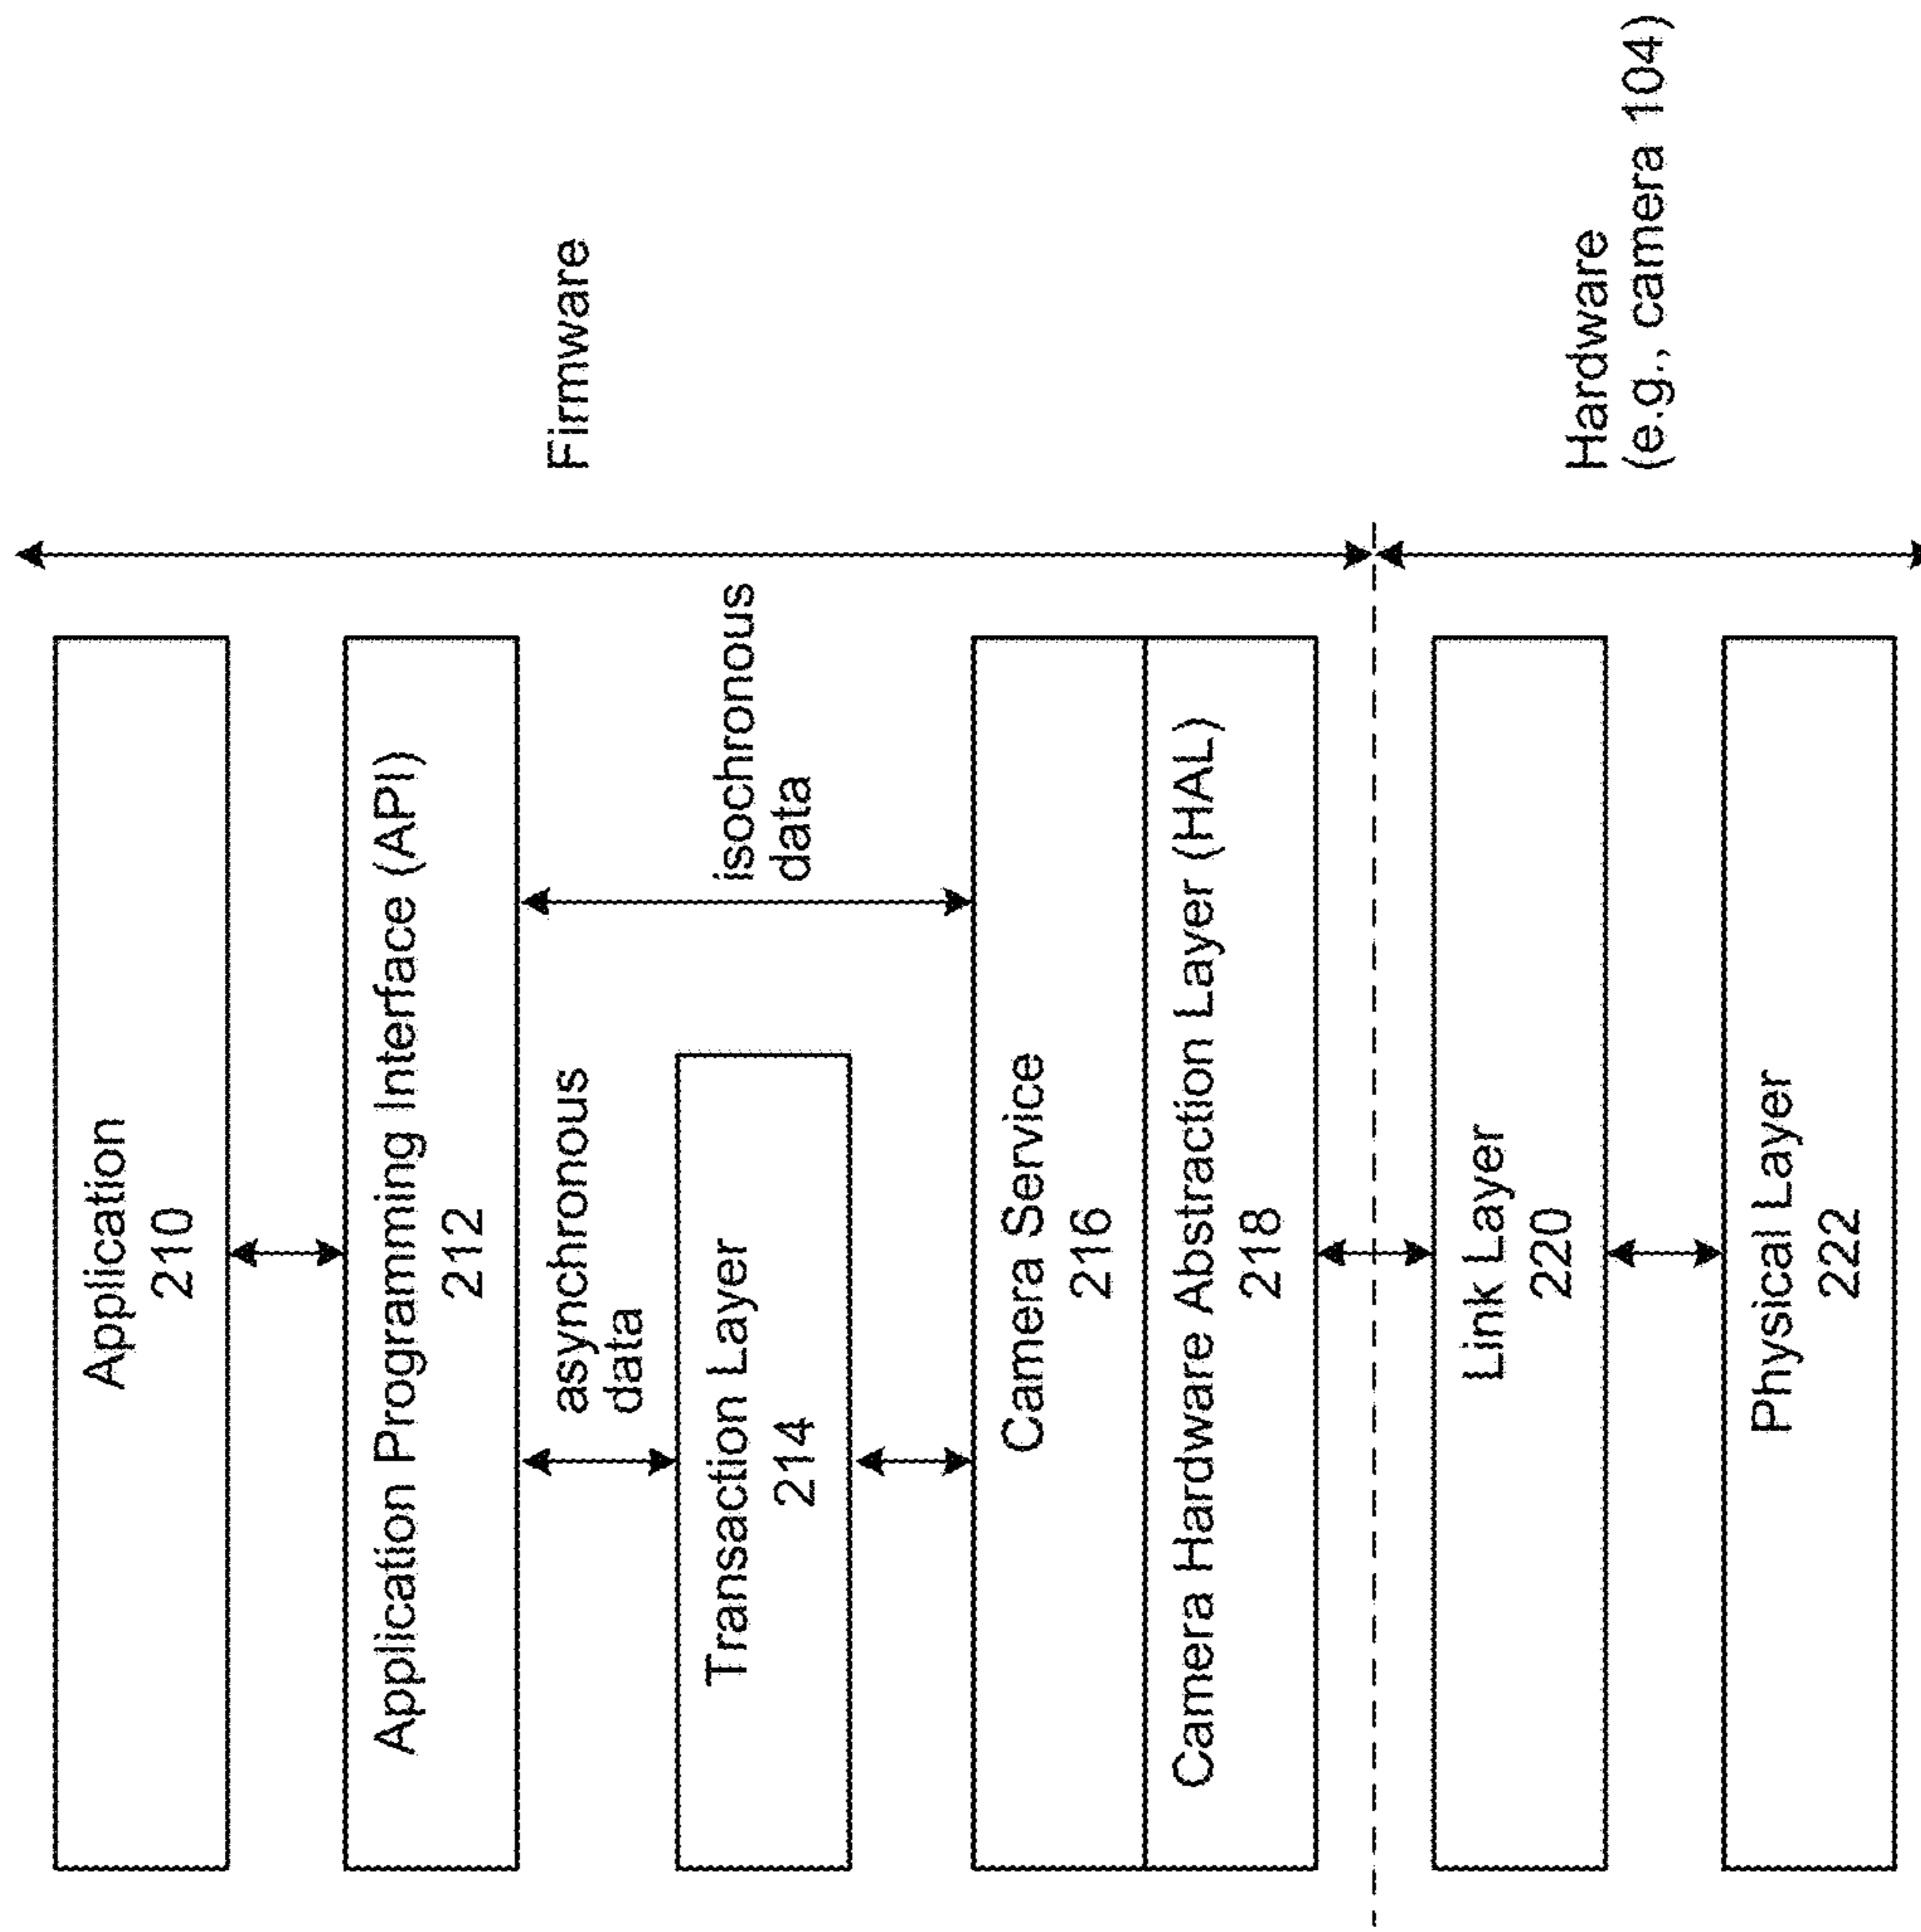 Application
210
Application Programming Interface (API)
212
asynchronous
data
isochronous
data
Transaction Layer
214
Camera Service
216
Camera Hardware Abstraction Layer (HAL)
218
Link Layer
220
Physical Layer
222
Firmware
Hardware
(e.g., camera 104)